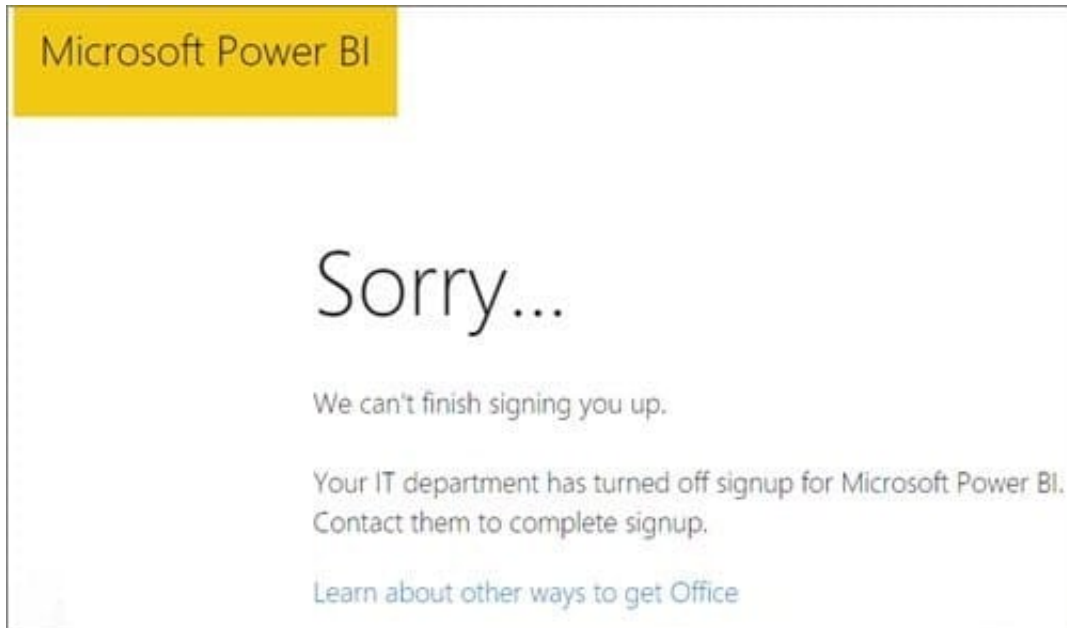 Microsoft Power BI
Sorry...
We can't finish signing you up.
Your IT department has turned off signup for Microsoft Power BI.
Contact them to complete signup.
Learn about other ways to get Office